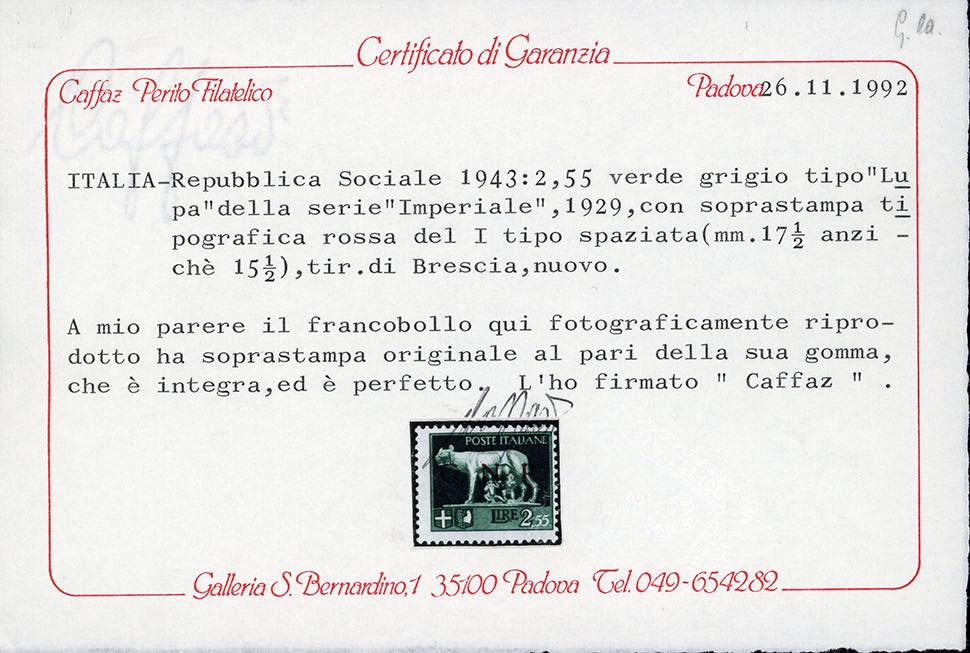 G. la.
Certificato di Garanzia
Caffaz Perito Filatelico
Padova 26.11.1992
ITALIA-Repubblica Sociale 1943:2,55 verde grigio tipo"Lu
pa"della serie"Imperiale",1929,con soprastampa ti
pografica rossa del I tipo spaziata(mm.17½ anzi -
chè 15½),tir.di Brescia,nuovo.
A mio parere il francobollo qui fotograficamente ripro-
dotto ha soprastampa originale al pari della sua gomma,
che è integra,ed è perfetto. L'ho firmato " Caffaz " .
POSTE ITALIANE
LIRE 2,55
Galleria S. Bernardino,1 35100 Padova Tel. 049-654282